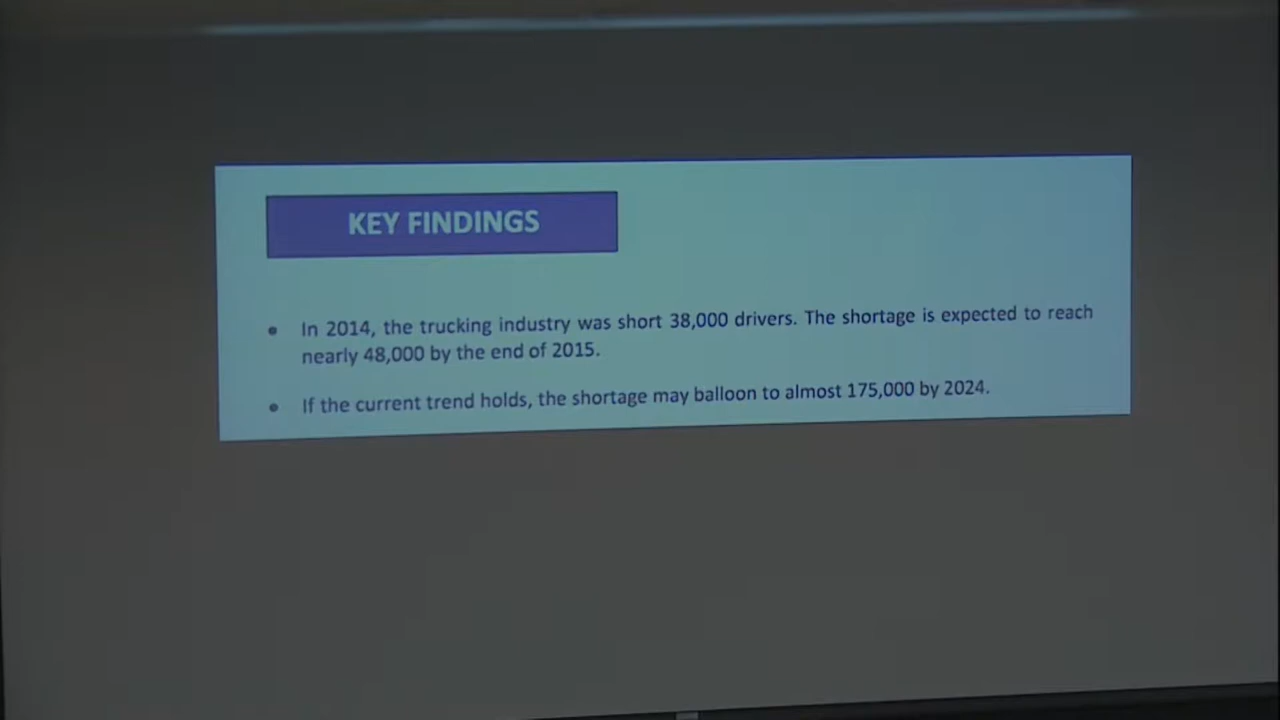 KEY FINDINGS
• In 2014, the trucking industry was short 38,000 drivers. The shortage is expected to reach
nearly 48,000 by the end of 2015.
• If the current trend holds, the shortage may balloon to almost 175,000 by 2024.